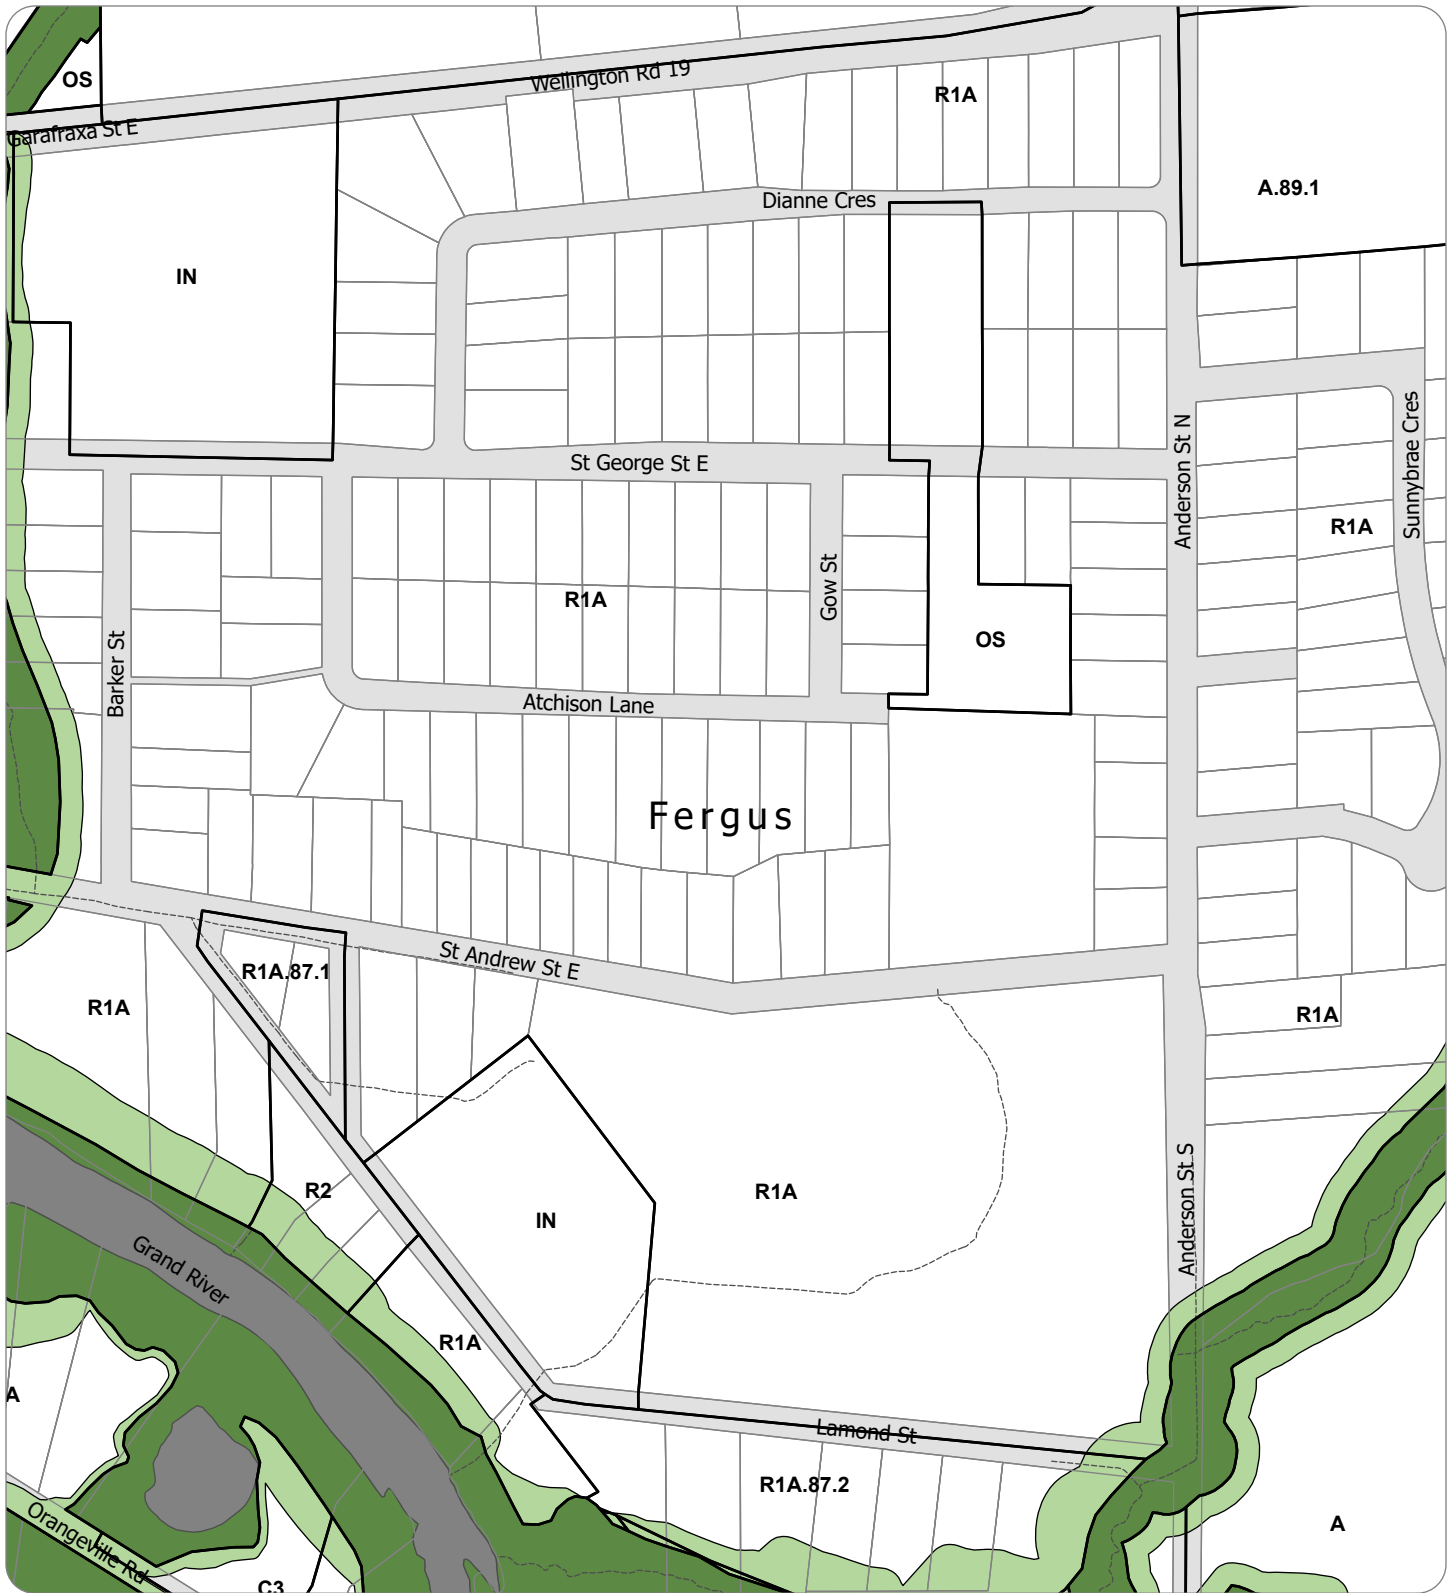 OS
Wellington Rd 19
R1A
Garafraxa St E
A.89.1
Dianne Cres
IN
Anderson St N
Sunnybrae Cres
St George St E
R1A
Gow St
R1A
OS
Barker St
Atchison Lane
Fergus
St Andrew St E
R1A.87.1
R1A
R1A
R2
R1A
IN
Anderson St S
Grand River
R1A
A
Lamond St
R1A.87.2
Orangeville Rd
A
C3